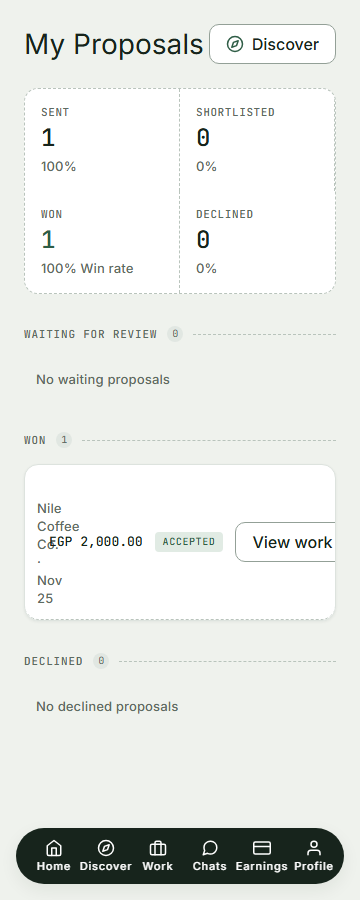 My Proposals
Discover
SENT
1
100%
SHORTLISTED
0
0%
WON
1
100% Win rate
DECLINED
0
0%
WAITING FOR REVIEW 0
No waiting proposals
WON 1
Nile
Coffee
Co.
·
Nov
25
EGP 2,000.00
ACCEPTED
View work
DECLINED 0
No declined proposals
Home
Discover
Work
Chats
Earnings
Profile